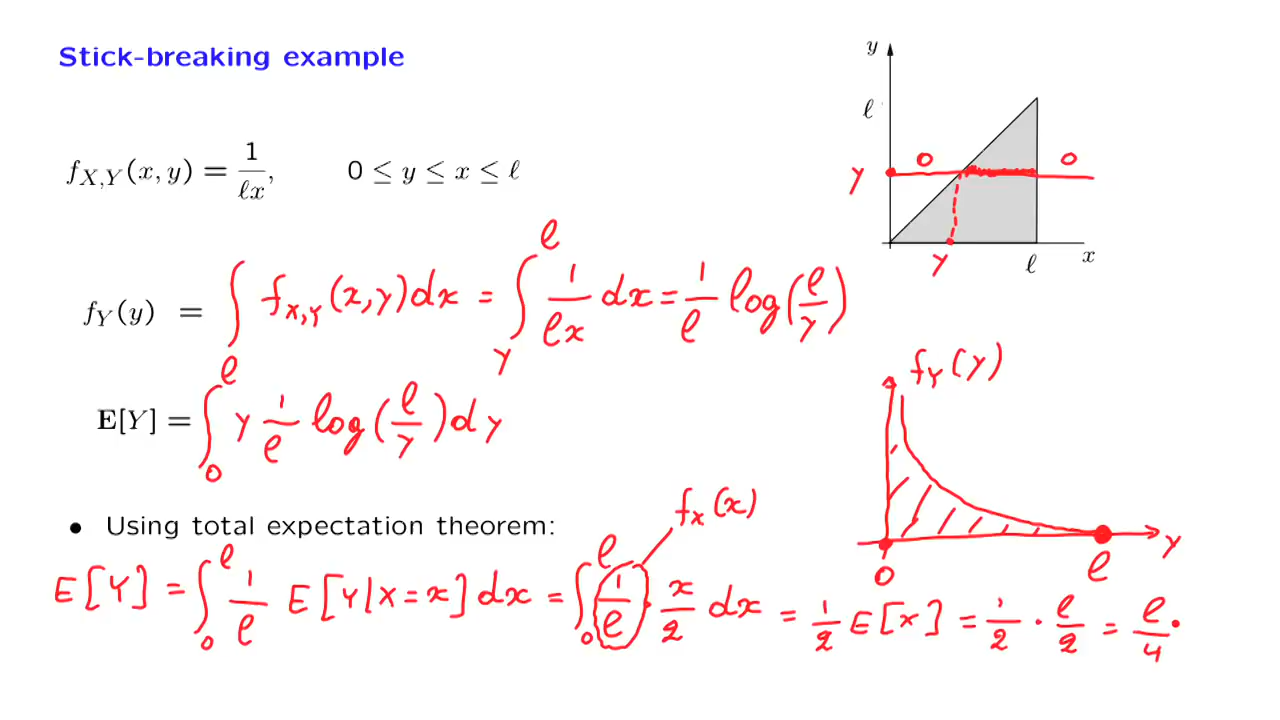 Stick-breaking example
y
ℓ
0 0
y
y ℓ x
f_{X,Y}(x, y) = 1/(ℓx), 0 ≤ y ≤ x ≤ ℓ
f_Y(y) = ∫ f_{X,Y}(x,y)dx = ∫_y^ℓ 1/(ℓx) dx = 1/ℓ log(ℓ/y)
E[Y] = ∫_0^ℓ y 1/ℓ log(ℓ/y) dy
f_Y(y)
0 ℓ y
• Using total expectation theorem:
f_X(x)
E[Y] = ∫_0^ℓ 1/ℓ E[Y|X=x] dx = ∫_0^ℓ 1/ℓ · x/2 dx = 1/2 E[X] = 1/2 · ℓ/2 = ℓ/4.